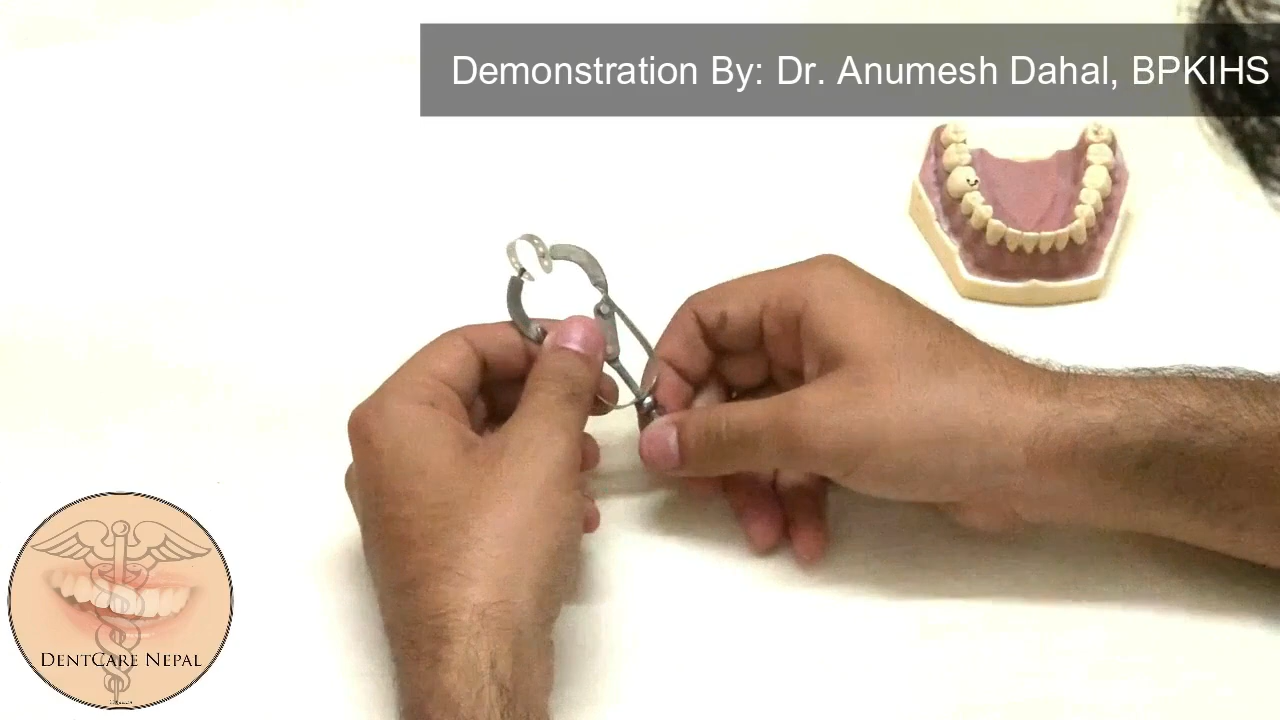 Demonstration By: Dr. Anumesh Dahal, BPKIHS
DentCare Nepal